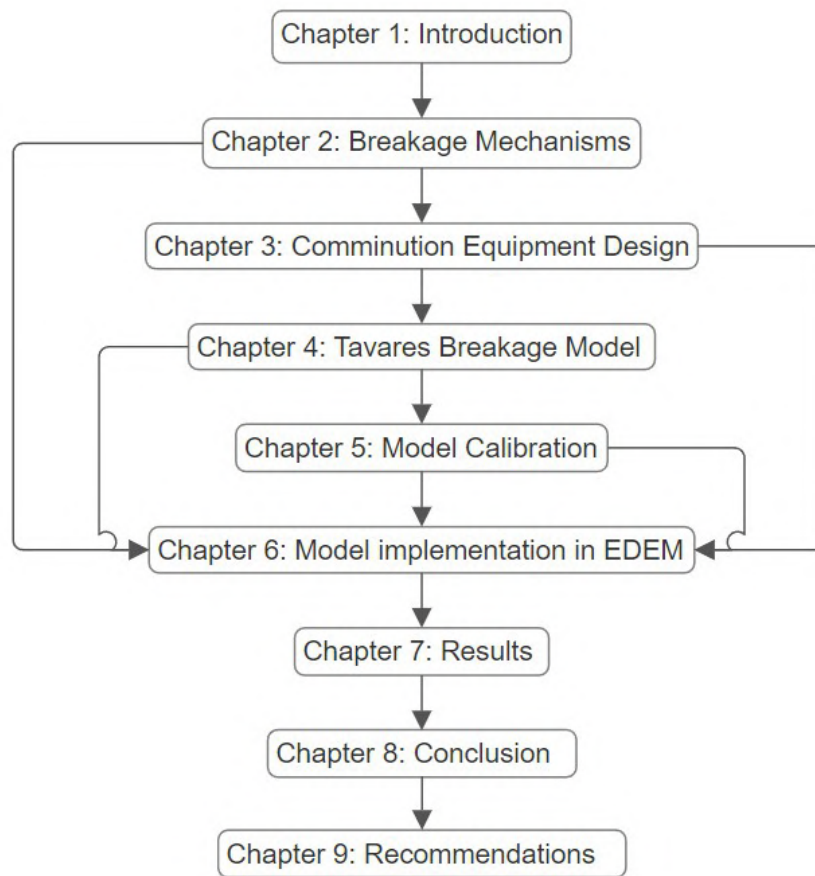 Chapter 1: Introduction
Chapter 2: Breakage Mechanisms
Chapter 3: Comminution Equipment Design
Chapter 4: Tavares Breakage Model
Chapter 5: Model Calibration
Chapter 6: Model implementation in EDEM
Chapter 7: Results
Chapter 8: Conclusion
Chapter 9: Recommendations